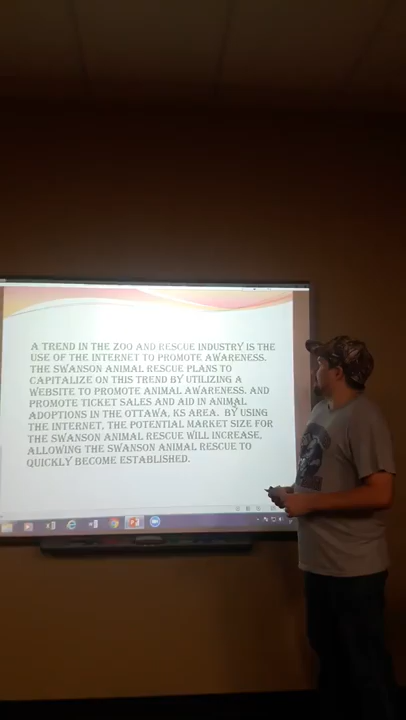 A TREND IN THE ZOO AND RESCUE INDUSTRY IS THE
USE OF THE INTERNET TO PROMOTE AWARENESS.
THE SWANSON ANIMAL RESCUE PLANS TO
CAPITALIZE ON THIS TREND BY UTILIZING A
WEBSITE TO PROMOTE ANIMAL AWARENESS. AND
PROMOTE TICKET SALES AND AID IN ANIMAL
ADOPTIONS IN THE OTTAWA, KS AREA. BY USING
THE INTERNET, THE POTENTIAL MARKET SIZE FOR
THE SWANSON ANIMAL RESCUE WILL INCREASE,
ALLOWING THE SWANSON ANIMAL RESCUE TO
QUICKLY BECOME ESTABLISHED.